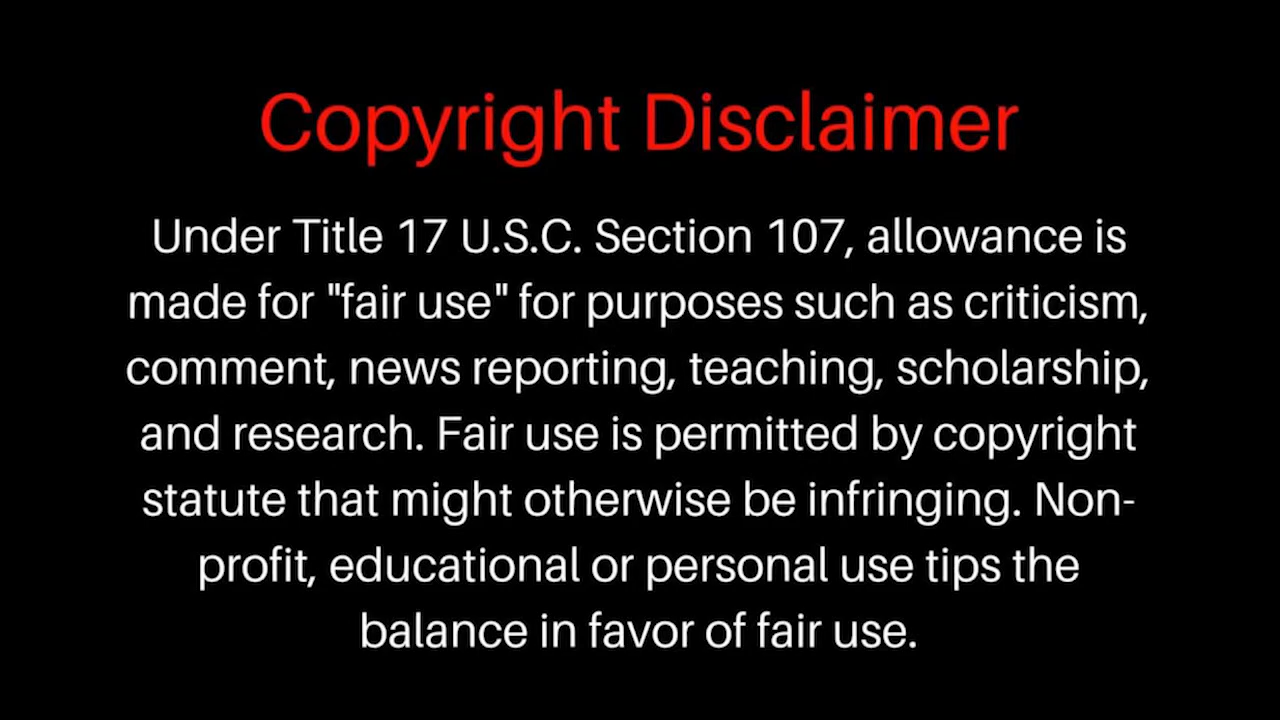 Copyright Disclaimer
Under Title 17 U.S.C. Section 107, allowance is
made for "fair use" for purposes such as criticism,
comment, news reporting, teaching, scholarship,
and research. Fair use is permitted by copyright
statute that might otherwise be infringing. Non-
profit, educational or personal use tips the
balance in favor of fair use.